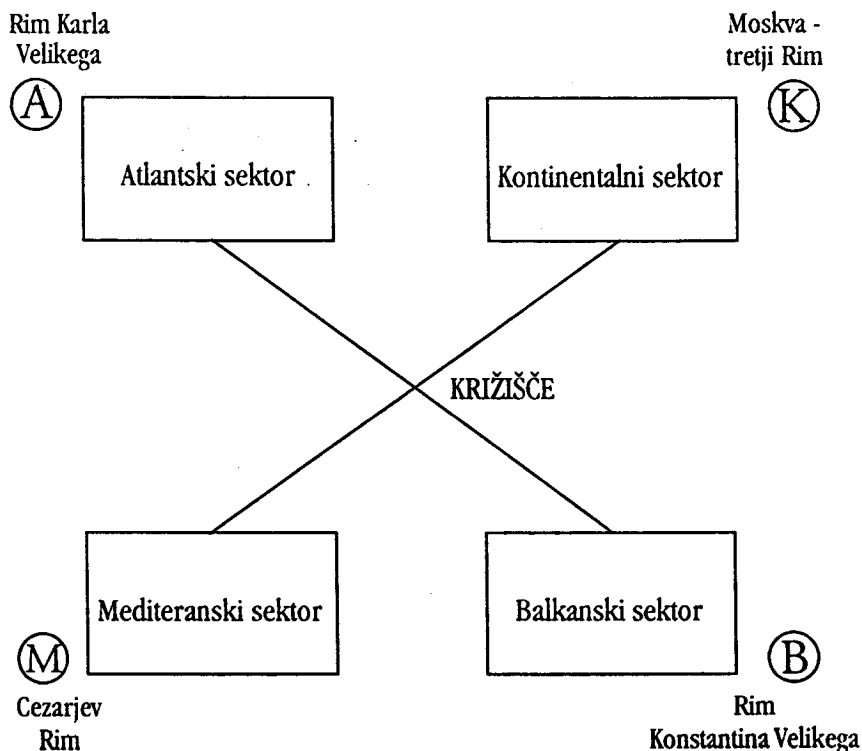 Rim Karla
Velikega
A
Atlantski sektor
Moskva -
tretji Rim
K
Kontinentalni sektor
KRIŽIŠČE
Mediteranski sektor
M
Cezarjev
Rim
Balkanski sektor
B
Rim
Konstantina Velikega